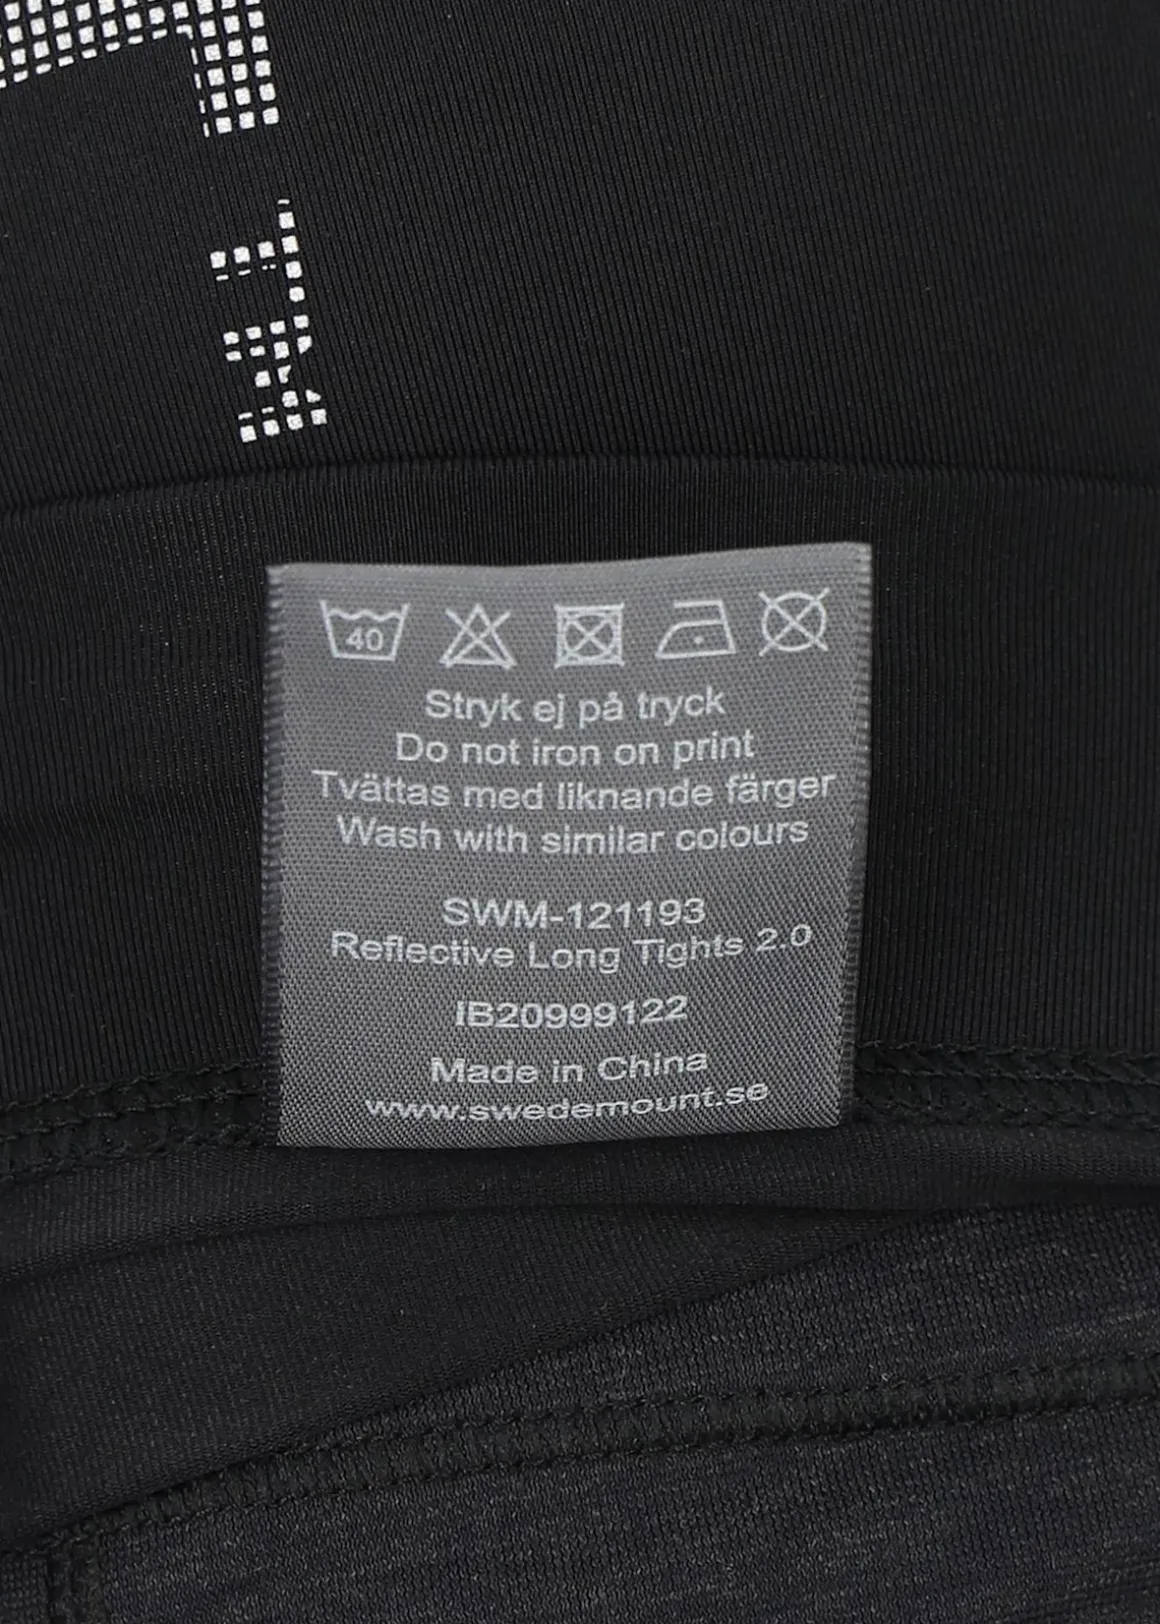 40
Stryk ej på tryck
Do not iron on print
Tvättas med liknande färger
Wash with similar colours
SWM-121193
Reflective Long Tights 2.0
IB20999122
Made in China
www.swedemount.se